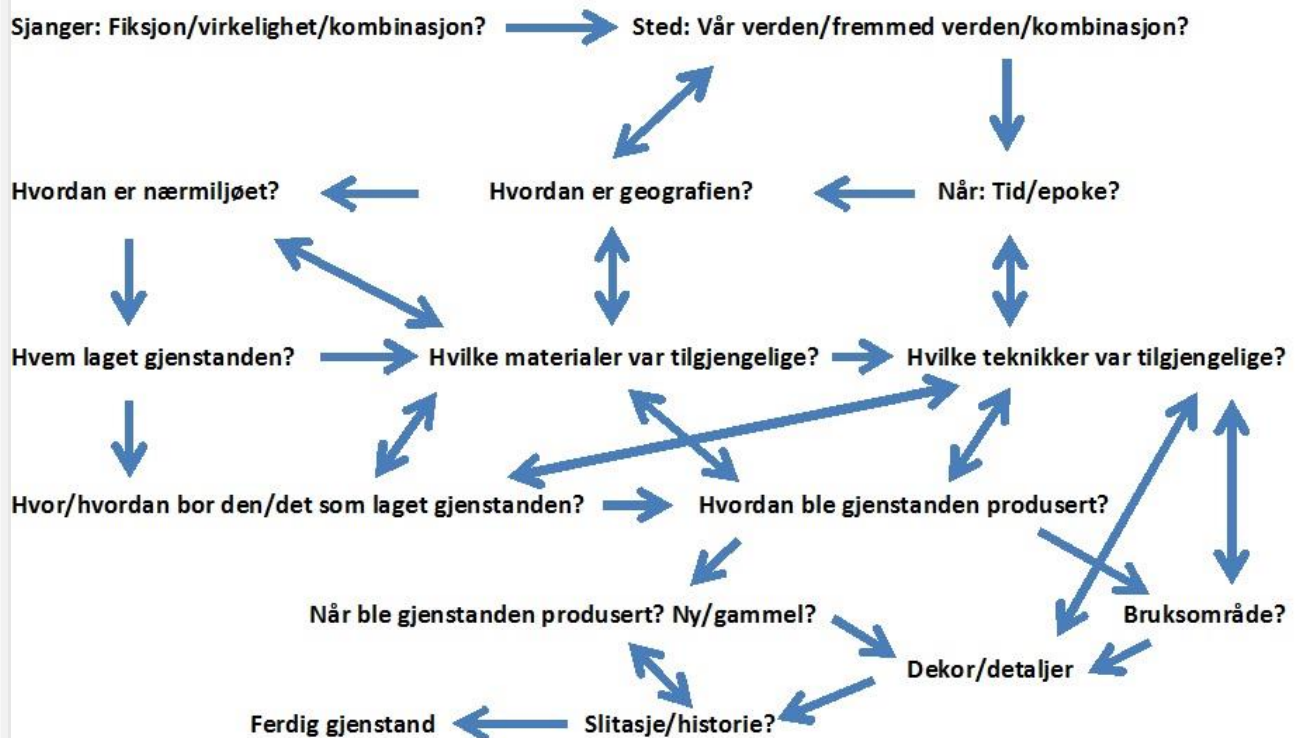 Sjanger: Fiksjon/virkelighet/kombinasjon?
Sted: Vår verden/fremmed verden/kombinasjon?
Hvordan er nærmiljøet?
Hvordan er geografien?
Når: Tid/epoke?
Hvem laget gjenstanden?
Hvilke materialer var tilgjengelige?
Hvilke teknikker var tilgjengelige?
Hvor/hvordan bor den/det som laget gjenstanden?
Hvordan ble gjenstanden produsert?
Når ble gjenstanden produsert? Ny/gammel?
Bruksområde?
Dekor/detaljer
Ferdig gjenstand
Slitasje/historie?